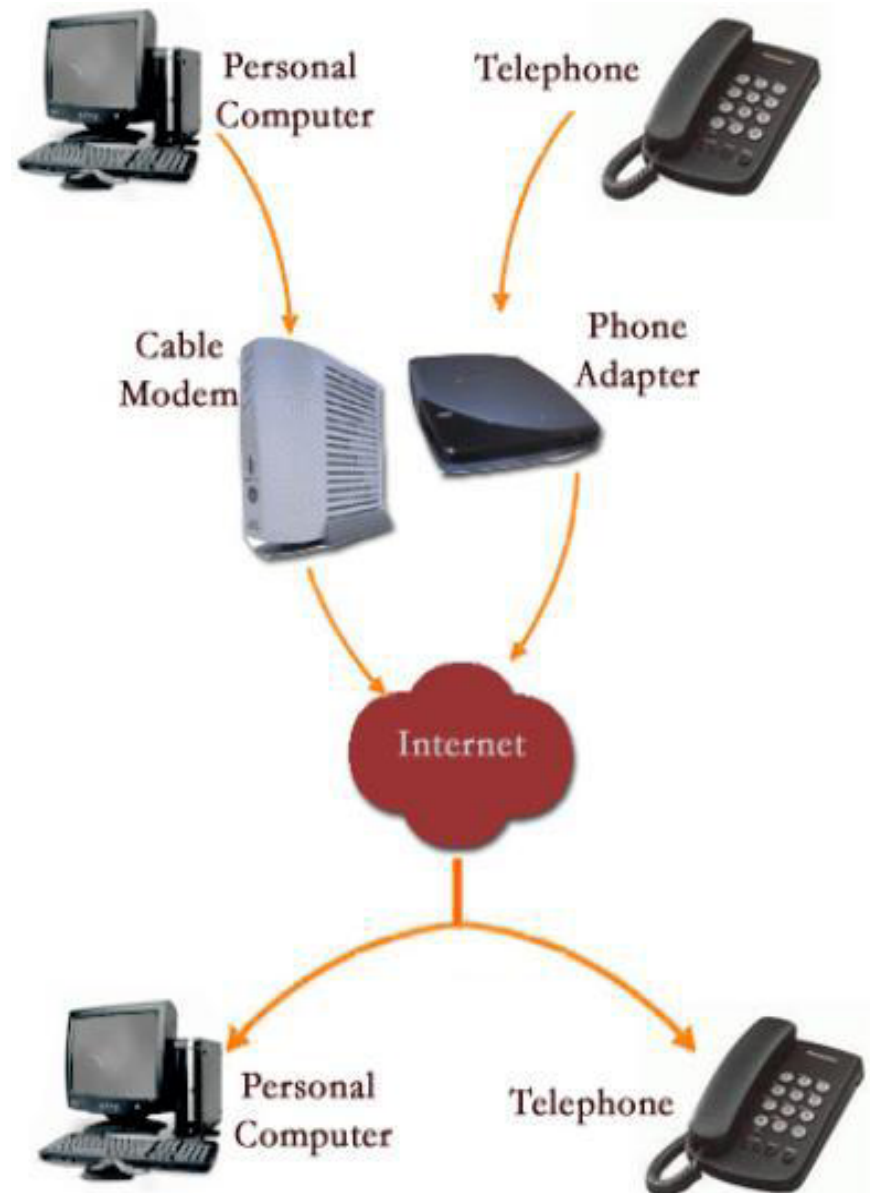 Personal
Computer
Telephone
Cable
Modem
Phone
Adapter
Internet
Personal
Computer
Telephone